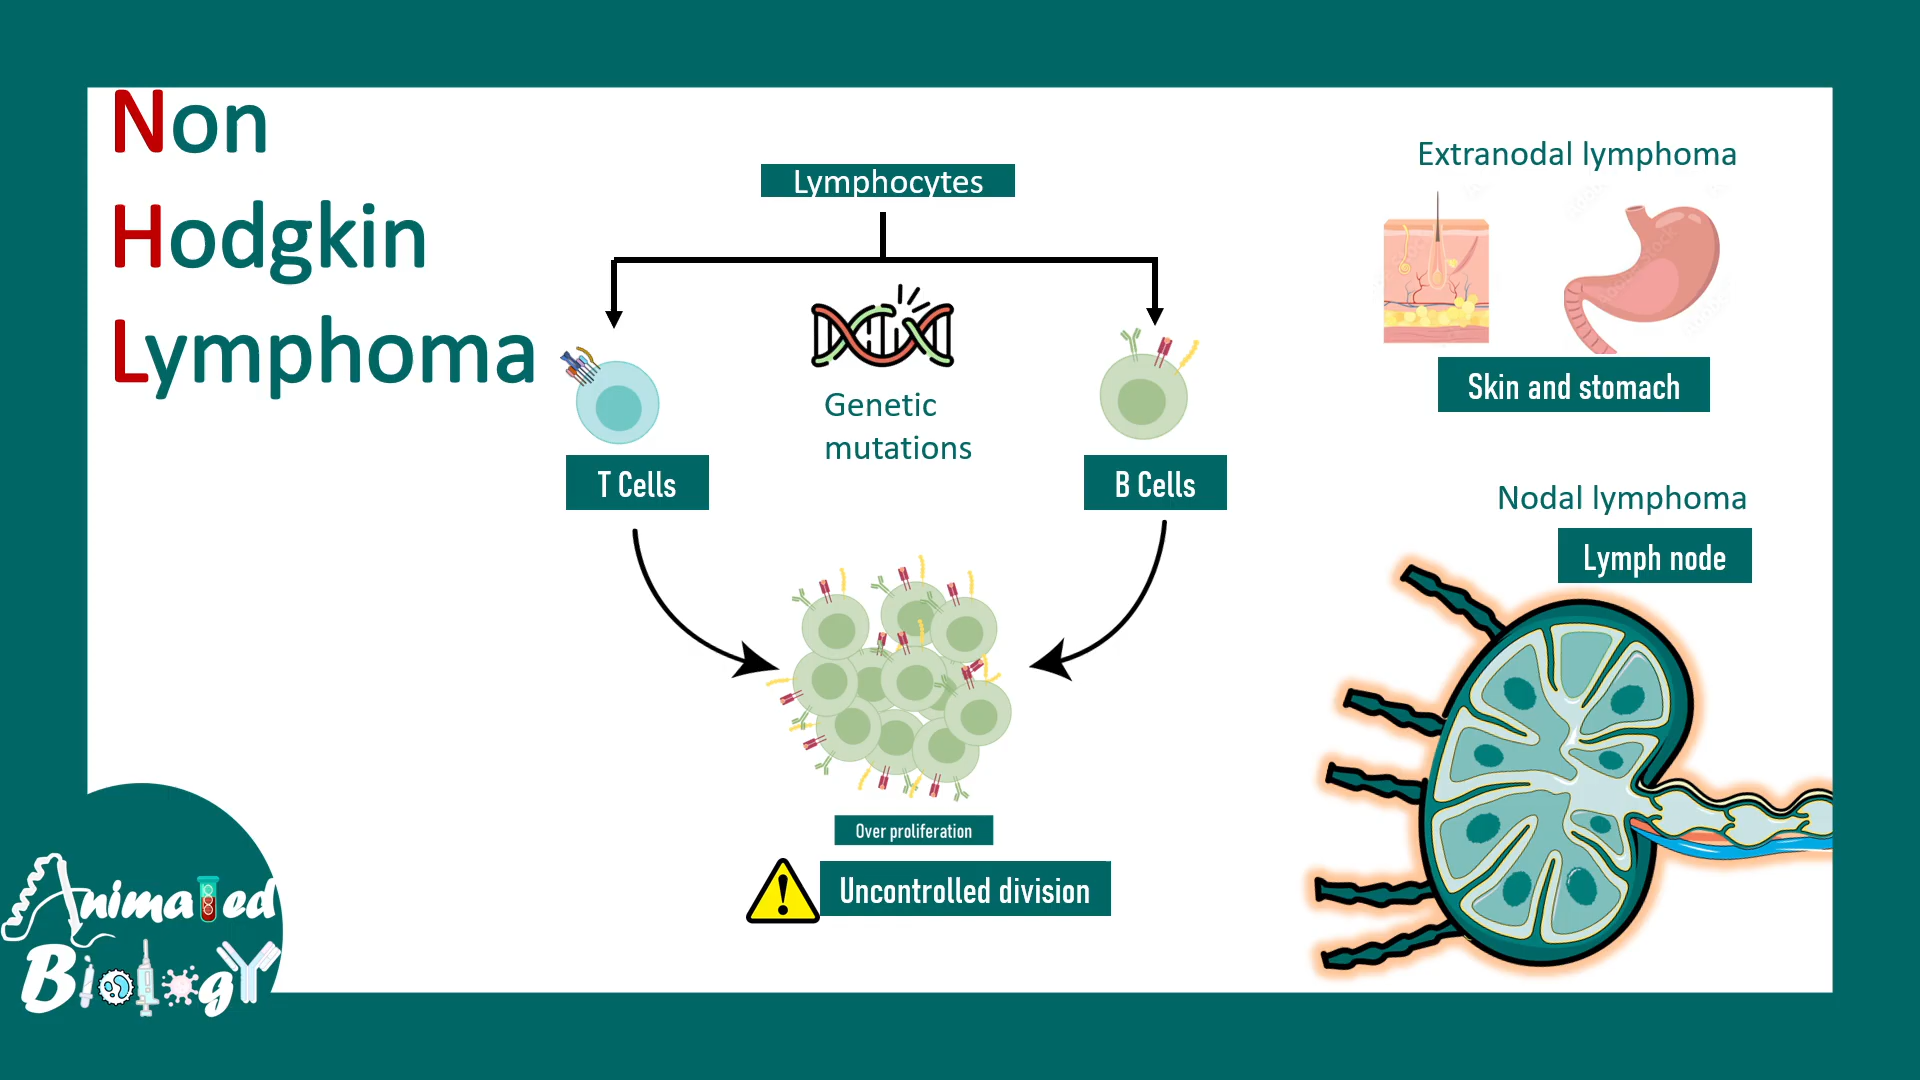 Non
Hodgkin
Lymphoma
Lymphocytes
Genetic
mutations
T Cells
B Cells
Over proliferation
Uncontrolled division
Extranodal lymphoma
Skin and stomach
Nodal lymphoma
Lymph node
Animated
Biology